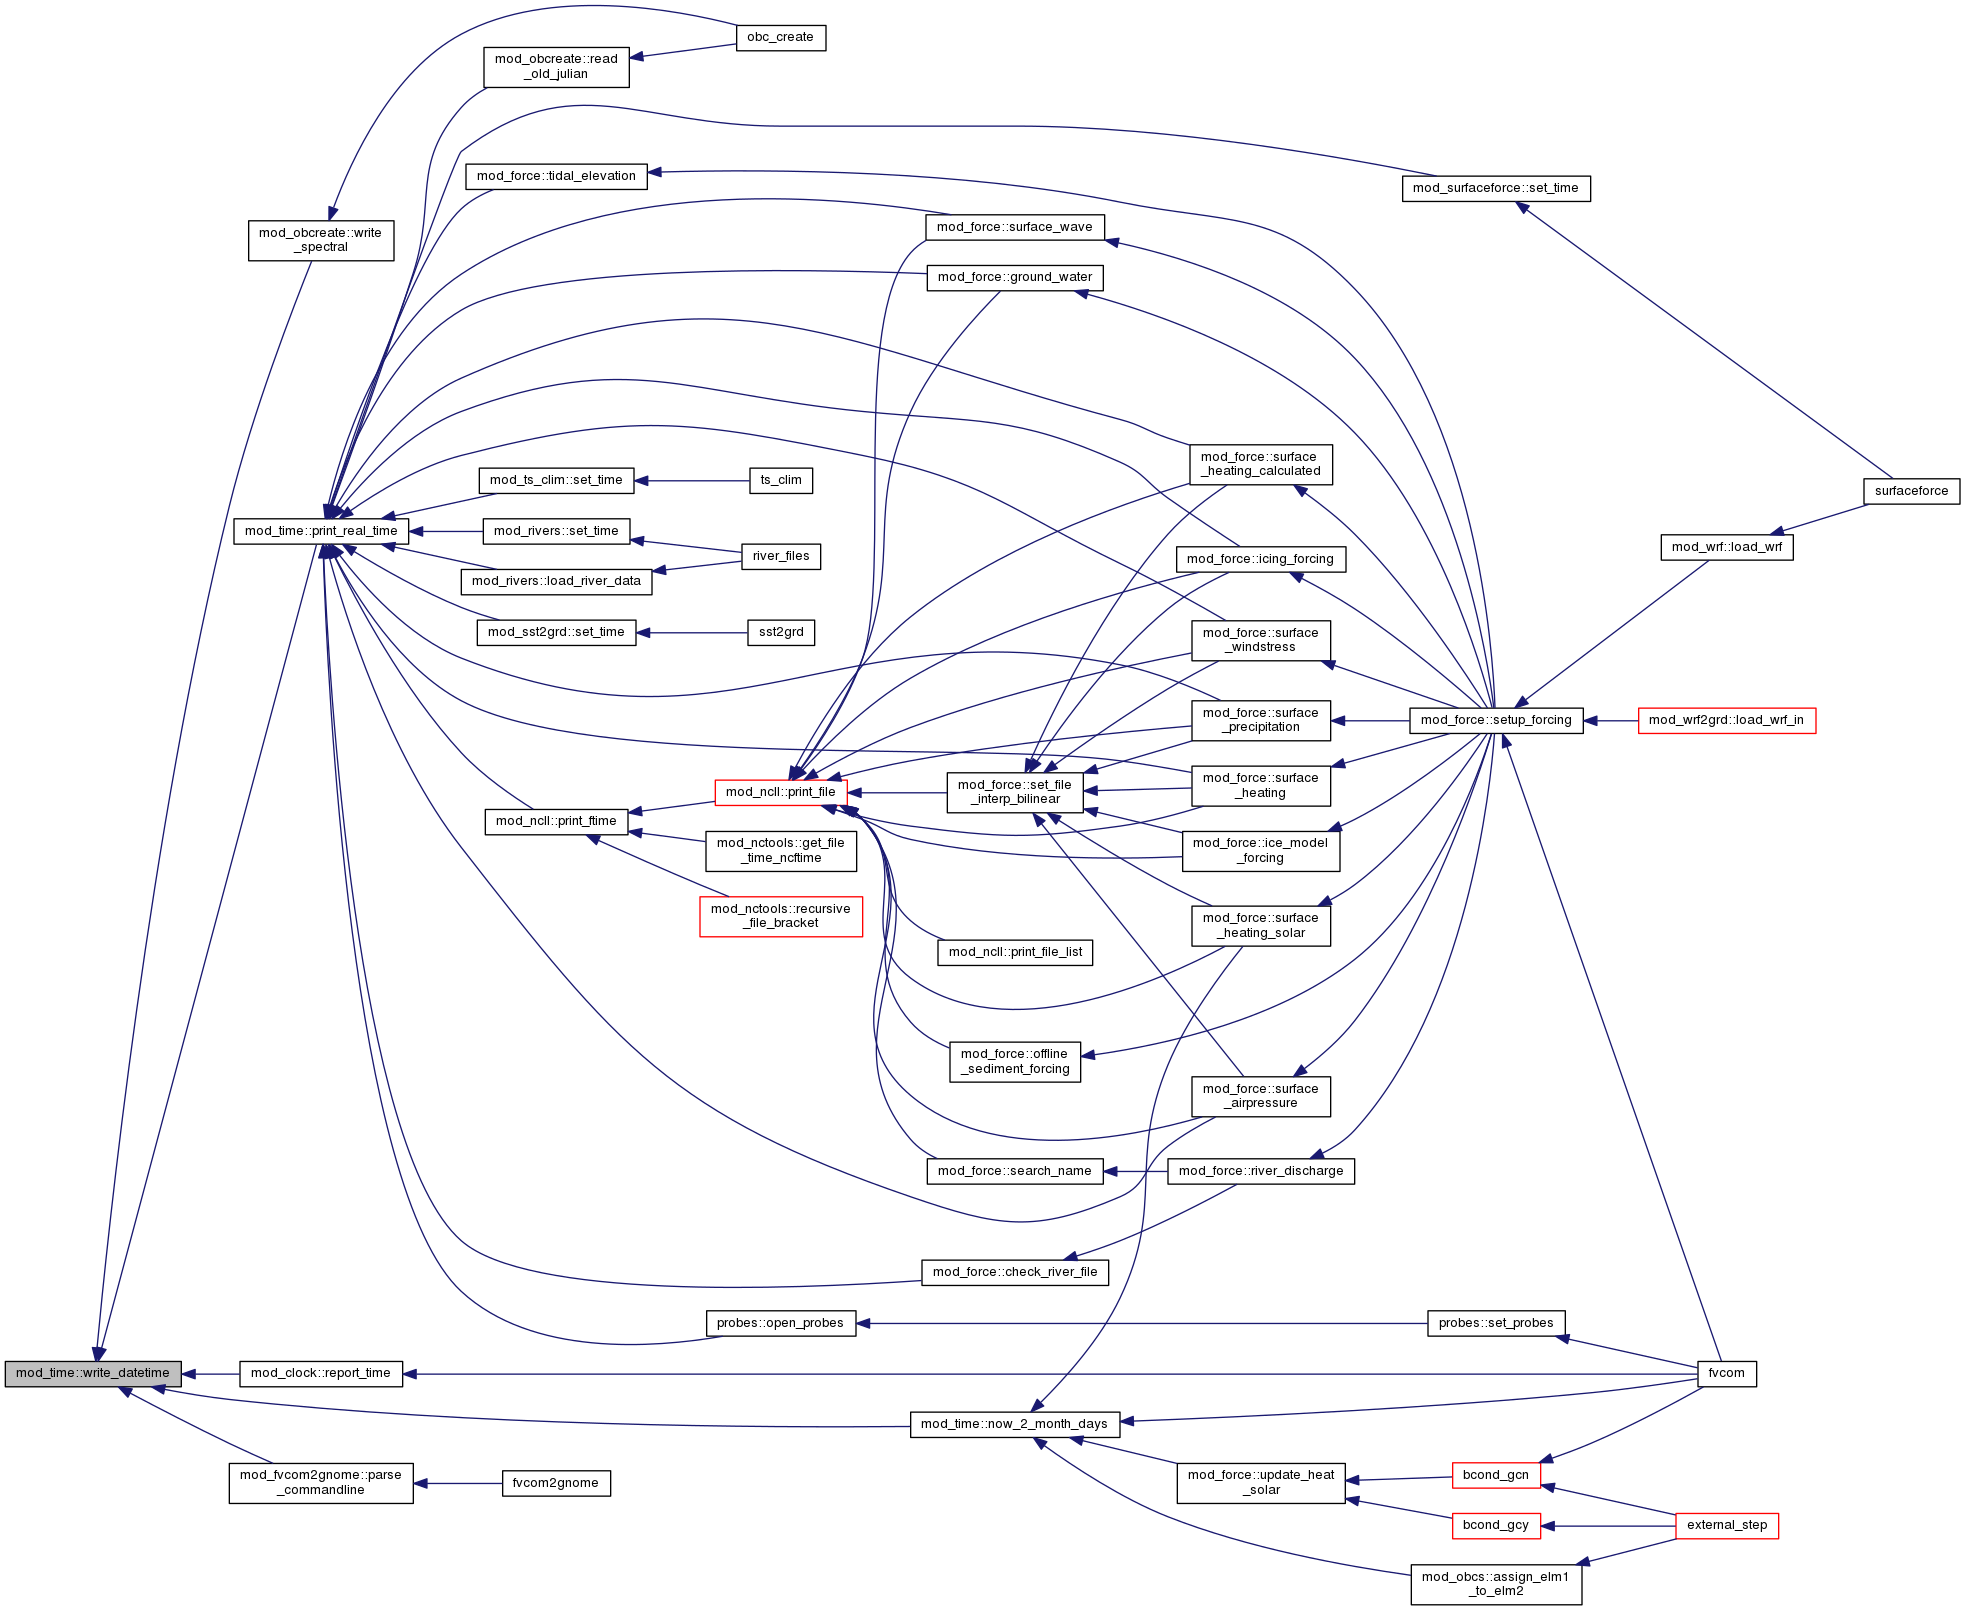 obc_create
mod_obcreate::read
_old_julian
mod_force::tidal_elevation
mod_surfaceforce::set_time
mod_obcreate::write
_spectral
mod_force::surface_wave
mod_force::ground_water
mod_force::surface
_heating_calculated
mod_ts_clim::set_time
ts_clim
surfaceforce
mod_time::print_real_time
mod_rivers::set_time
river_files
mod_wrf::load_wrf
mod_force::icing_forcing
mod_rivers::load_river_data
mod_sst2grd::set_time
sst2grd
mod_force::surface
_windstress
mod_force::surface
_precipitation
mod_force::setup_forcing
mod_wrf2grd::load_wrf_in
mod_force::surface
_heating
mod_ncll::print_file
mod_force::set_file
_interp_bilinear
mod_ncll::print_ftime
mod_nctools::get_file
_time_ncftime
mod_force::ice_model
_forcing
mod_nctools::recursive
_file_bracket
mod_force::surface
_heating_solar
mod_ncll::print_file_list
mod_force::offline
_sediment_forcing
mod_force::surface
_airpressure
mod_force::search_name
mod_force::river_discharge
mod_force::check_river_file
probes::open_probes
probes::set_probes
mod_time::write_datetime
mod_clock::report_time
fvcom
mod_time::now_2_month_days
mod_fvcom2gnome::parse
_commandline
fvcom2gnome
mod_force::update_heat
_solar
bcond_gcn
bcond_gcy
external_step
mod_obcs::assign_elm1
_to_elm2